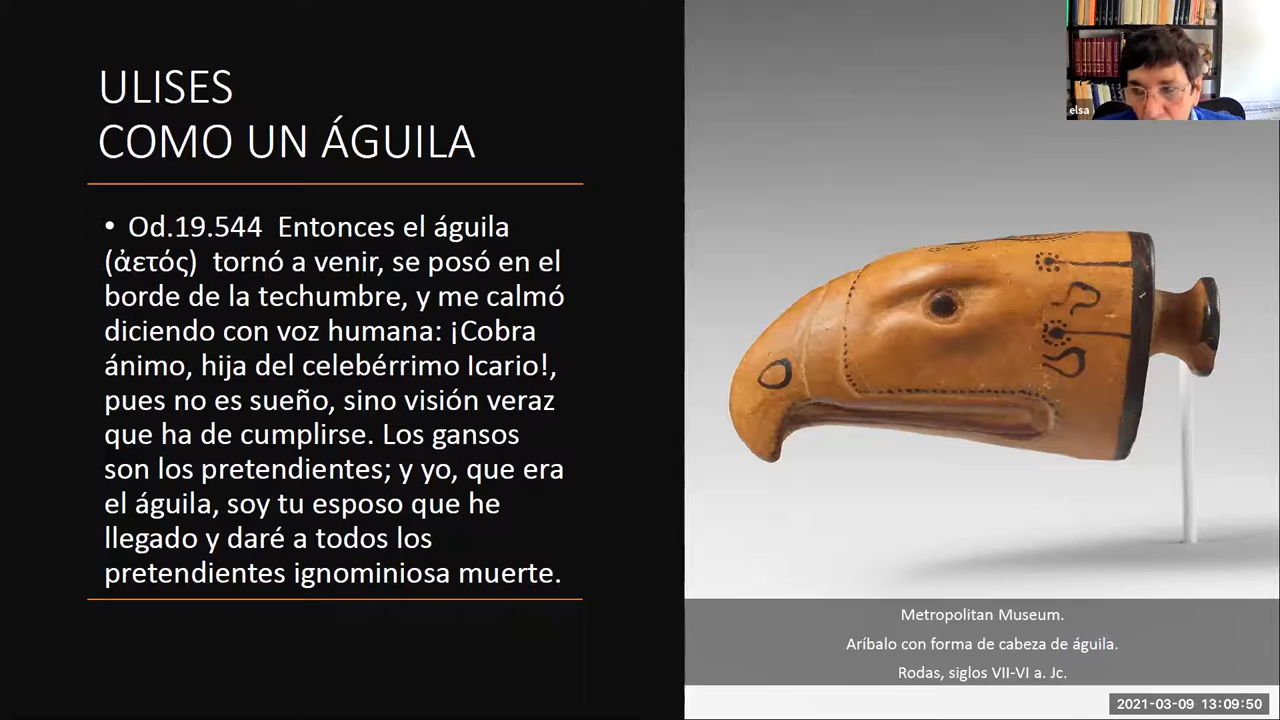 ULISES
COMO UN ÁGUILA
• Od.19.544 Entonces el águila
(ἀετός) tornó a venir, se posó en el
borde de la techumbre, y me calmó
diciendo con voz humana: ¡Cobra
ánimo, hija del celebérrimo Icario!,
pues no es sueño, sino visión veraz
que ha de cumplirse. Los gansos
son los pretendientes; y yo, que era
el águila, soy tu esposo que he
llegado y daré a todos los
pretendientes ignominiosa muerte.
elsa
Metropolitan Museum.
Aríbalo con forma de cabeza de águila.
Rodas, siglos VII-VI a. Jc.
2021-03-09 13:09:50